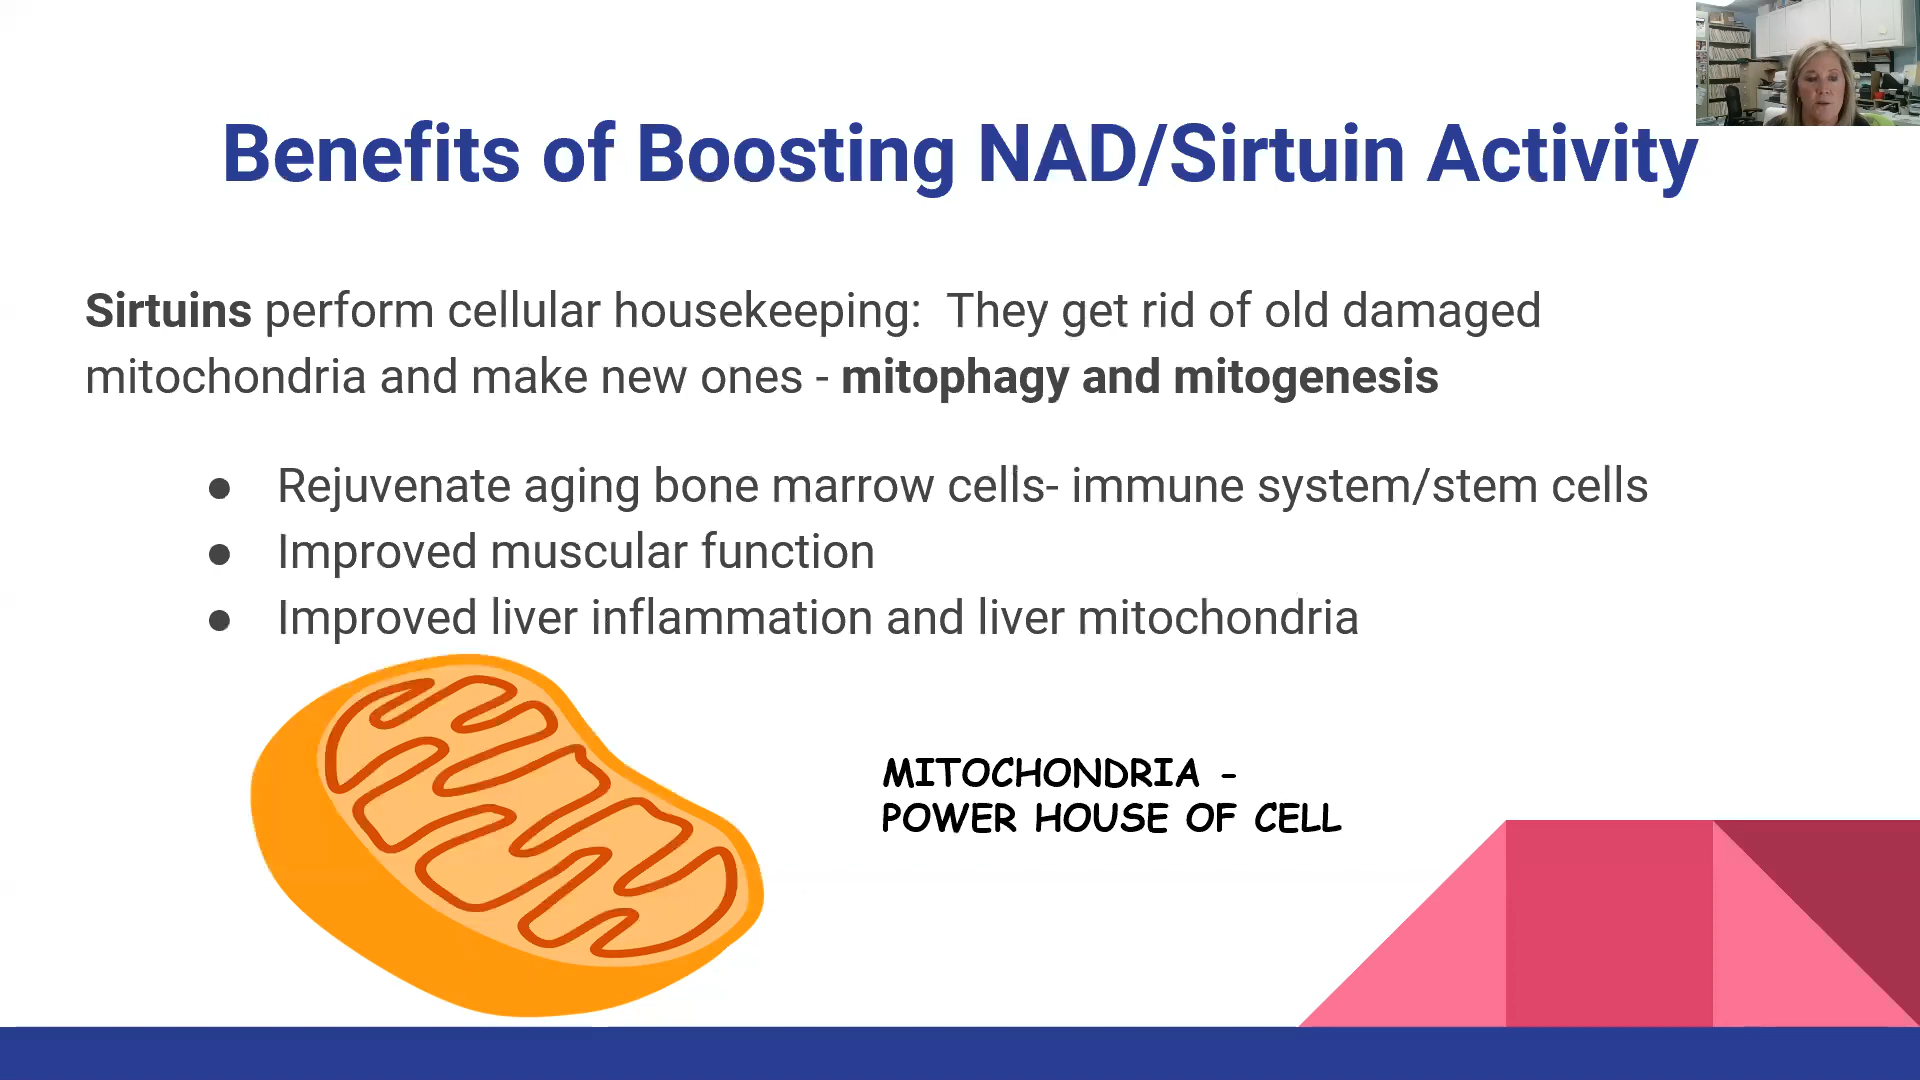 Benefits of Boosting NAD/Sirtuin Activity
Sirtuins perform cellular housekeeping:  They get rid of old damaged
mitochondria and make new ones - mitophagy and mitogenesis
● Rejuvenate aging bone marrow cells- immune system/stem cells
● Improved muscular function
● Improved liver inflammation and liver mitochondria
MITOCHONDRIA -
POWER HOUSE OF CELL